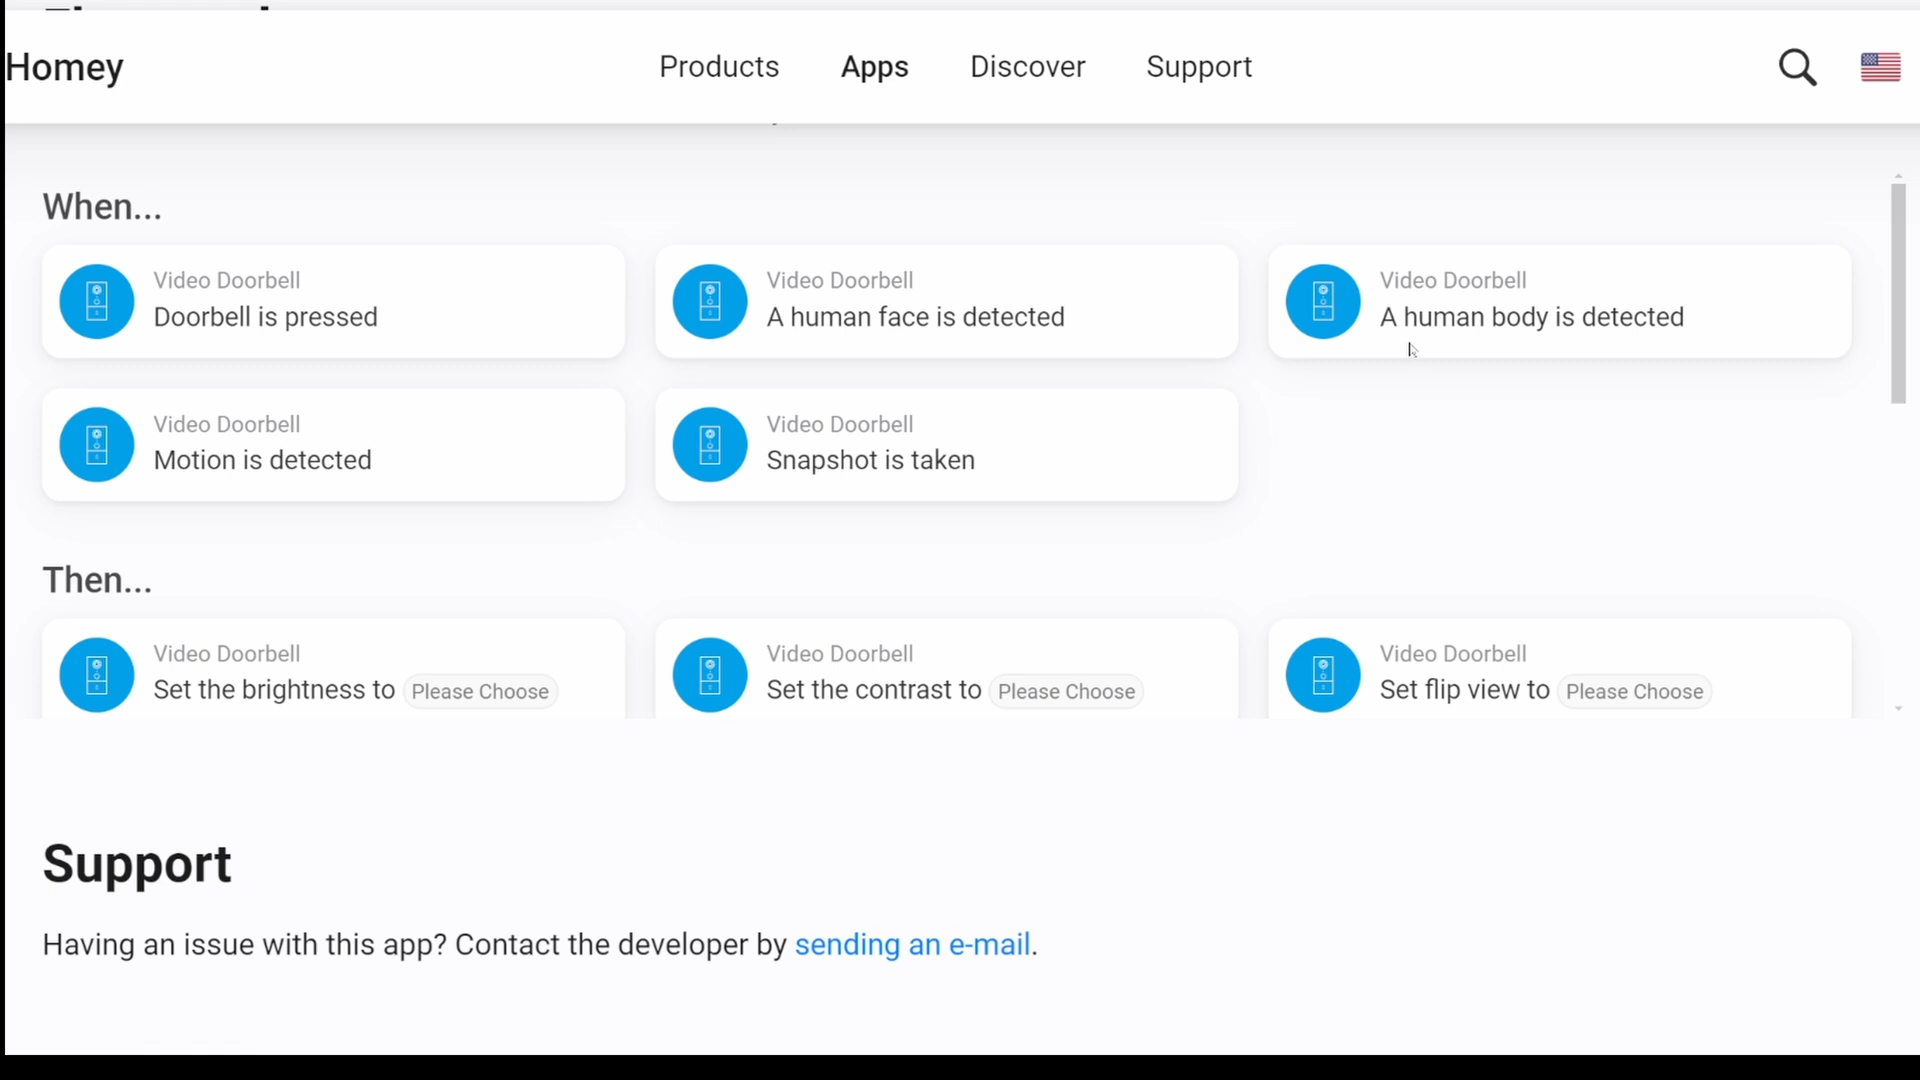 Homey
Products
Apps
Discover
Support
When...
Video Doorbell
Doorbell is pressed
Video Doorbell
A human face is detected
Video Doorbell
A human body is detected
Video Doorbell
Motion is detected
Video Doorbell
Snapshot is taken
Then...
Video Doorbell
Set the brightness to Please Choose
Video Doorbell
Set the contrast to Please Choose
Video Doorbell
Set flip view to Please Choose
Support
Having an issue with this app? Contact the developer by sending an e-mail.